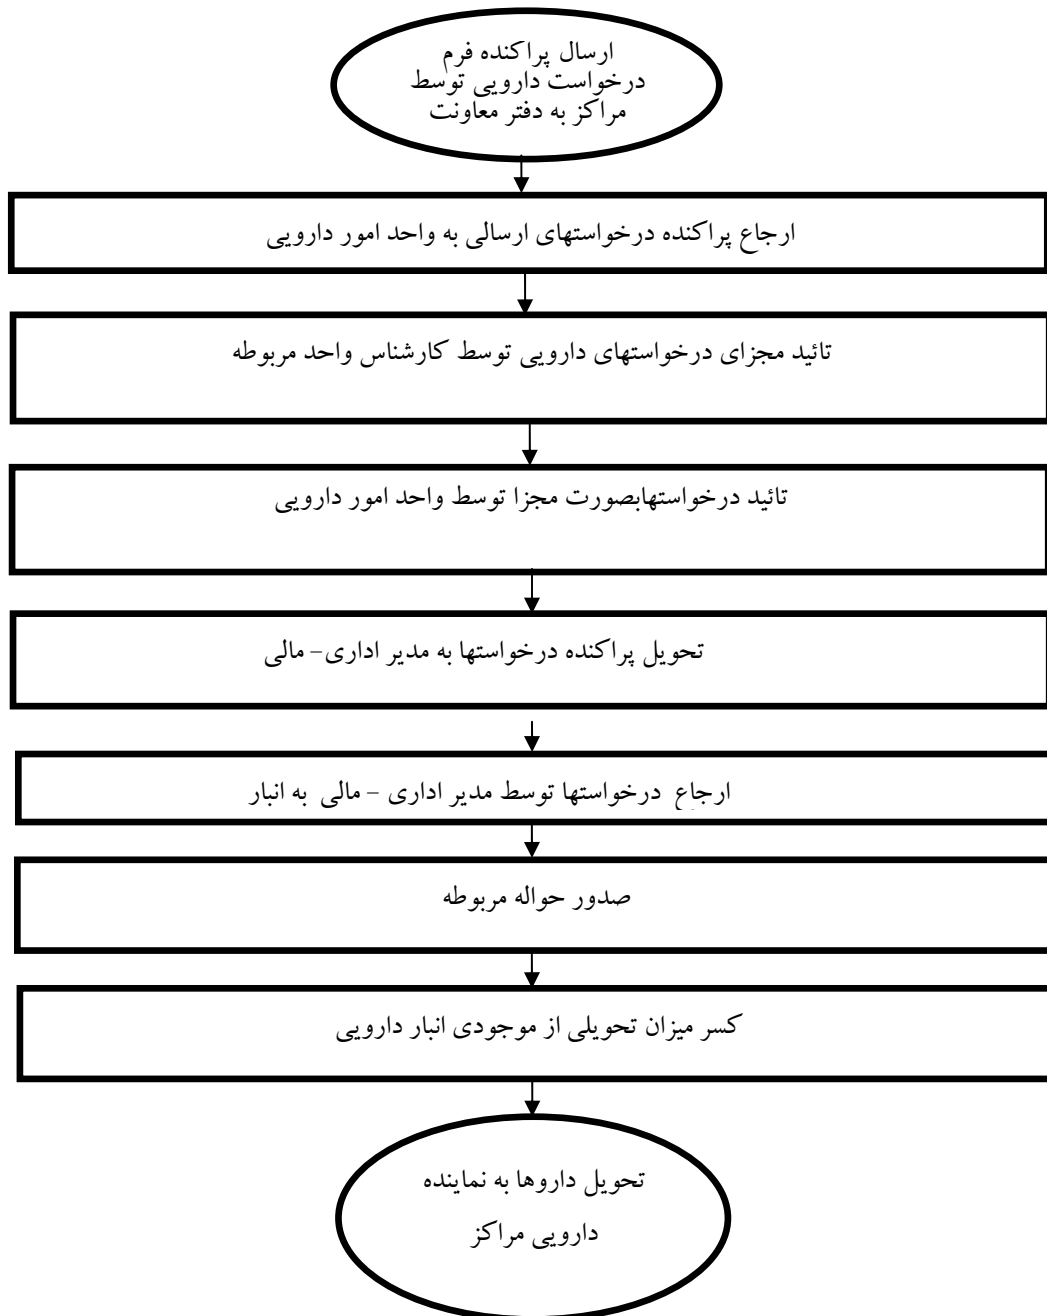 ارسال پراکنده فرم
درخواست دارویی توسط
مراکز به دفتر معاونت
ارجاع پراکنده درخواستهای ارسالی به واحد امور دارویی
تائید مجزای درخواستهای دارویی توسط کارشناس واحد مربوطه
تائید درخواستهابصورت مجزا توسط واحد امور دارویی
تحویل پراکنده درخواستها به مدیر اداری– مالی
ارجاع درخواستها توسط مدیر اداری – مالی به انبار
صدور حواله مربوطه
کسر میزان تحویلی از موجودی انبار دارویی
تحویل داروها به نماینده
دارویی مراکز